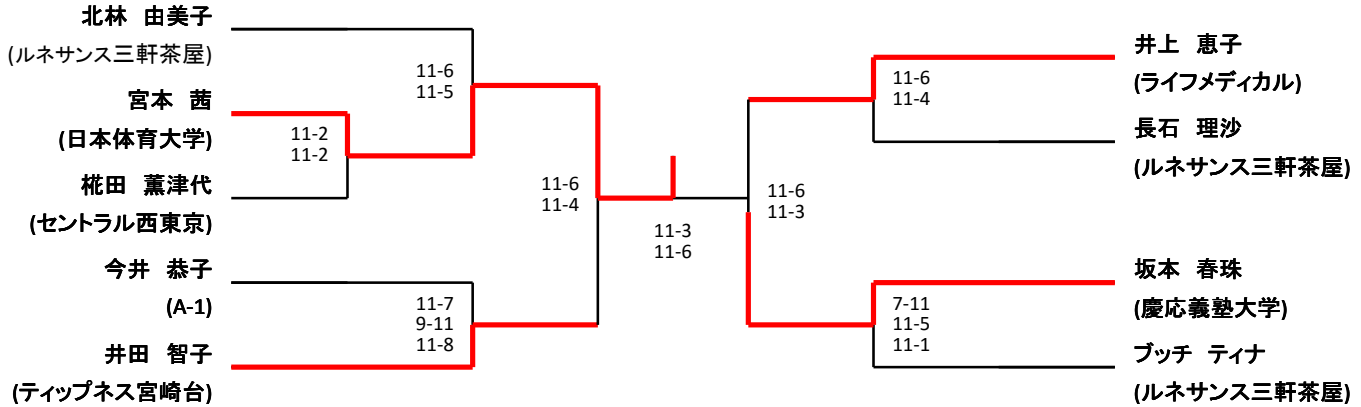 北林　由美子
(ルネサンス三軒茶屋)
宮本　茜
(日本体育大学)
椛田　薫津代
(セントラル西東京)
今井　恭子
(A-1)
井田　智子
(ティップネス宮崎台)
11-6
11-5
11-2
11-2
11-7
9-11
11-8
11-6
11-4
11-3
11-6
11-6
11-3
11-6
11-4
7-11
11-5
11-1
井上　恵子
(ライフメディカル)
長石　理沙
(ルネサンス三軒茶屋)
坂本　春珠
(慶応義塾大学)
ブッチ　ティナ
(ルネサンス三軒茶屋)